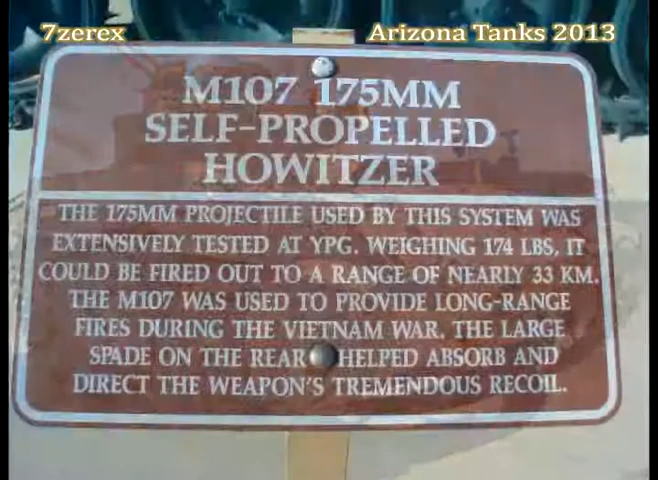 7zerex
Arizona Tanks 2013
M107 175MM
SELF-PROPELLED
HOWITZER
THE 175MM PROJECTILE USED BY THIS SYSTEM WAS
EXTENSIVELY TESTED AT YPG. WEIGHING 174 LBS, IT
COULD BE FIRED OUT TO A RANGE OF NEARLY 33 KM.
THE M107 WAS USED TO PROVIDE LONG-RANGE
FIRES DURING THE VIETNAM WAR. THE LARGE
SPADE ON THE REAR HELPED ABSORB AND
DIRECT THE WEAPON'S TREMENDOUS RECOIL.